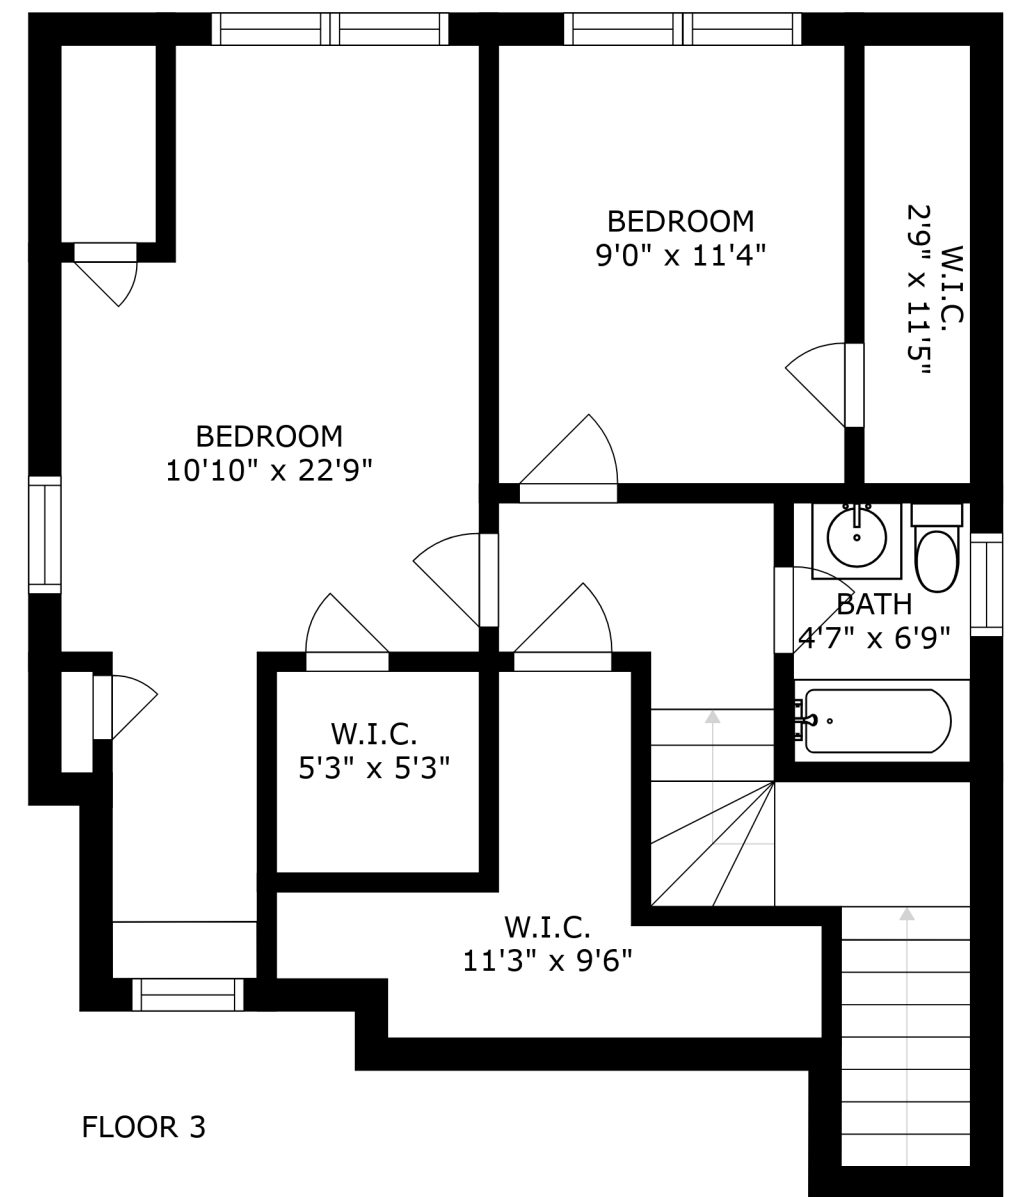 BEDROOM
9'0" x 11'4"
W.I.C.
2'9" x 11'5"
BEDROOM
10'10" x 22'9"
BATH
4'7" x 6'9"
W.I.C.
5'3" x 5'3"
W.I.C.
11'3" x 9'6"
FLOOR 3